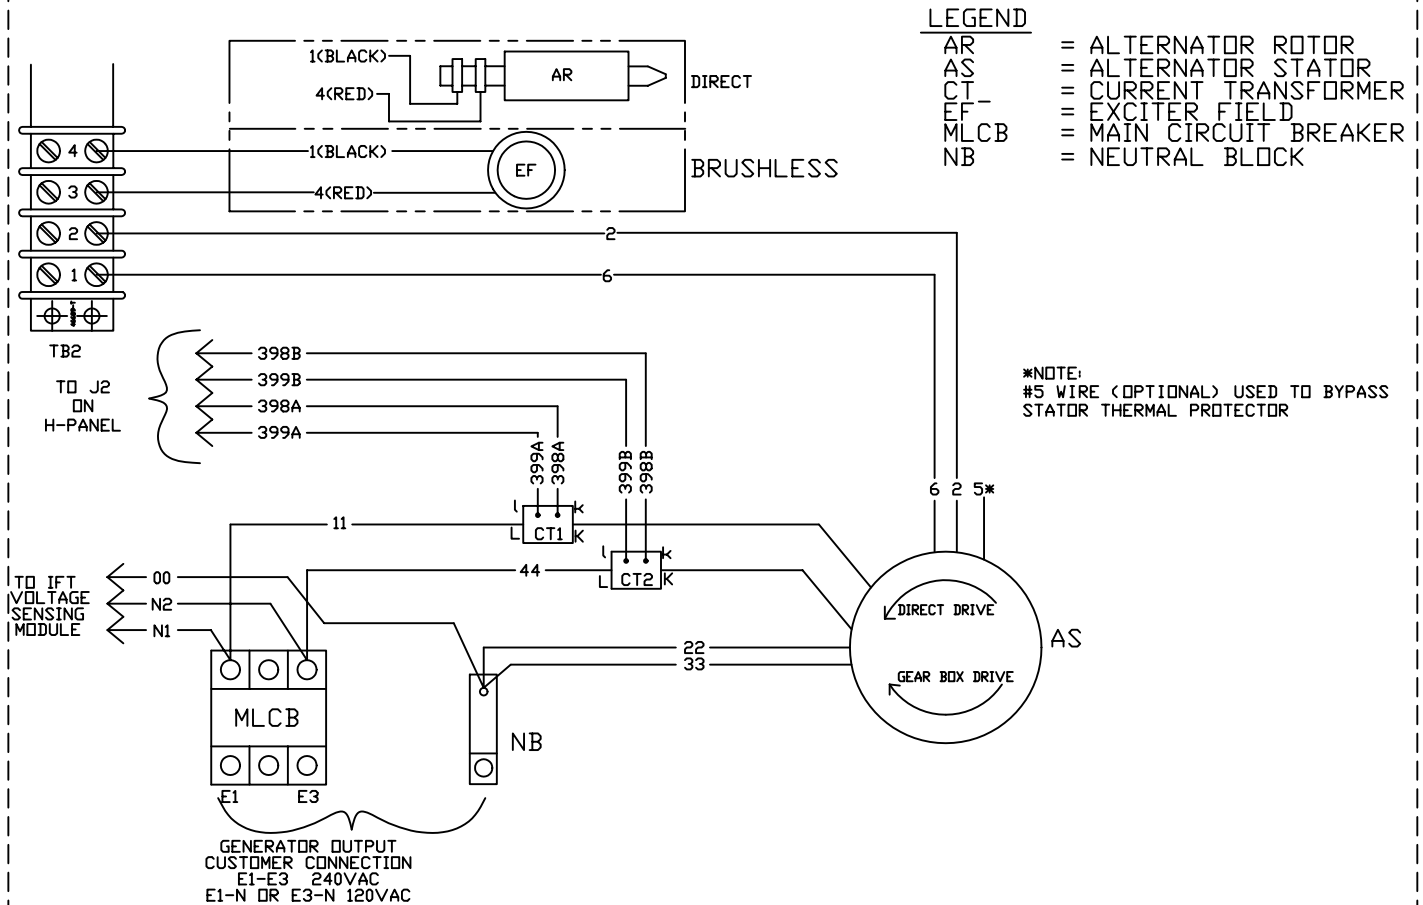 LEGEND
AR = ALTERNATOR ROTOR
AS = ALTERNATOR STATOR
CT_ = CURRENT TRANSFORMER
EF = EXCITER FIELD
MLCB = MAIN CIRCUIT BREAKER
NB = NEUTRAL BLOCK
1(BLACK)
AR
DIRECT
4(RED)
4
1(BLACK)
EF
BRUSHLESS
3
4(RED)
2
2
1
6
TB2
TO J2
ON
H-PANEL
398B
399B
398A
399A
399A
398A
399B
398B
*NOTE:
#5 WIRE (OPTIONAL) USED TO BYPASS
STATOR THERMAL PROTECTOR
6 2 5*
l k
11
L CT1 K
l k
44
L CT2 K
TO IFT
VOLTAGE
SENSING
MODULE
00
N2
N1
DIRECT DRIVE
AS
22
33
GEAR BOX DRIVE
MLCB
NB
E1 E3
GENERATOR OUTPUT
CUSTOMER CONNECTION
E1-E3 240VAC
E1-N OR E3-N 120VAC